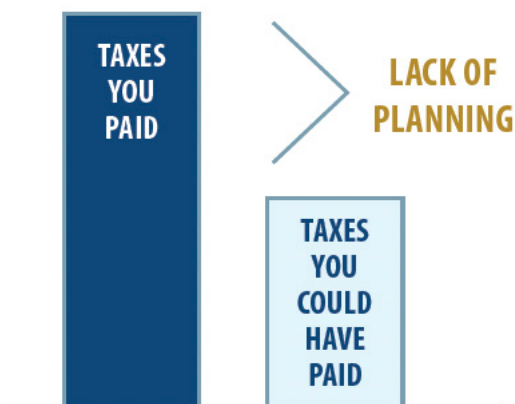 TAXES
YOU
PAID
LACK OF
PLANNING
TAXES
YOU
COULD
HAVE
PAID